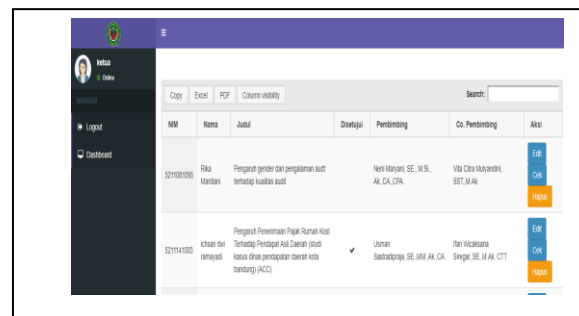 ketua
Online
NAVIGASI
Logout
Dashboard
Copy Excel PDF Column visibility
Search:
NIM Nama Judul Disetujui Pembimbing Co. Pembimbing Aksi
Edit
5211081055 Rika Mardiani Pengaruh gender dan pengalaman audit terhadap kualitas audit Neni Maryani, SE., M.Si., Ak.,CA.,CPA. Vita Citra Mulyandini, SST.,M.Ak Cek
Hapus
Pengaruh Penerimaan Pajak Rumah Kost
5211141003 ichsan dwi ramayadi Terhadap Pendapat Asli Daerah (studi kasus dinas pendapatan daerah kota bandung) (ACC) ✔ Usman Sastradipraja.,SE.,MM.,Ak.,CA. Ifan Wicaksana Siregar.,SE.,M.Ak. CTT Edit
Cek
Hapus